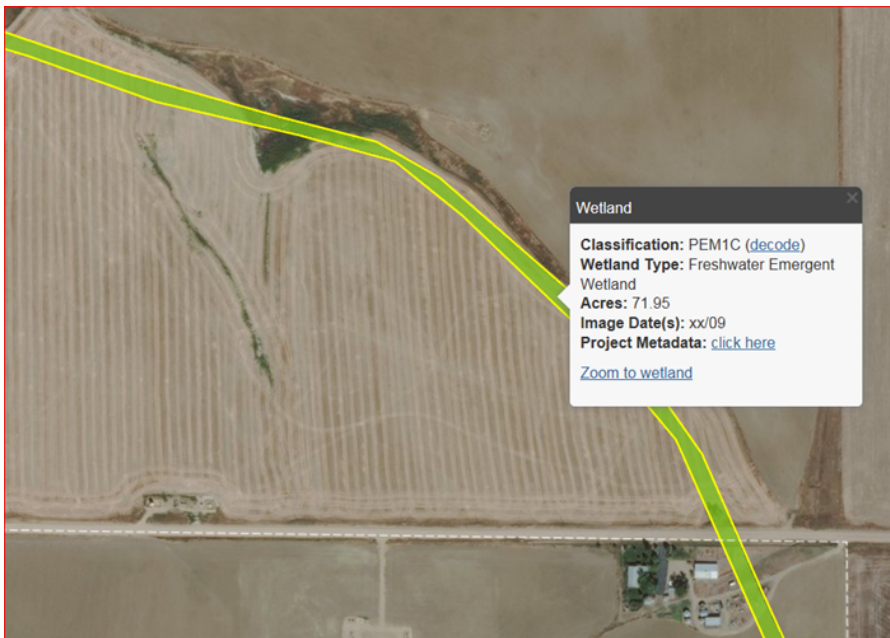 Wetland
Classification: PEM1C (decode)
Wetland Type: Freshwater Emergent
Wetland
Acres: 71.95
Image Date(s): xx/09
Project Metadata: click here
Zoom to wetland